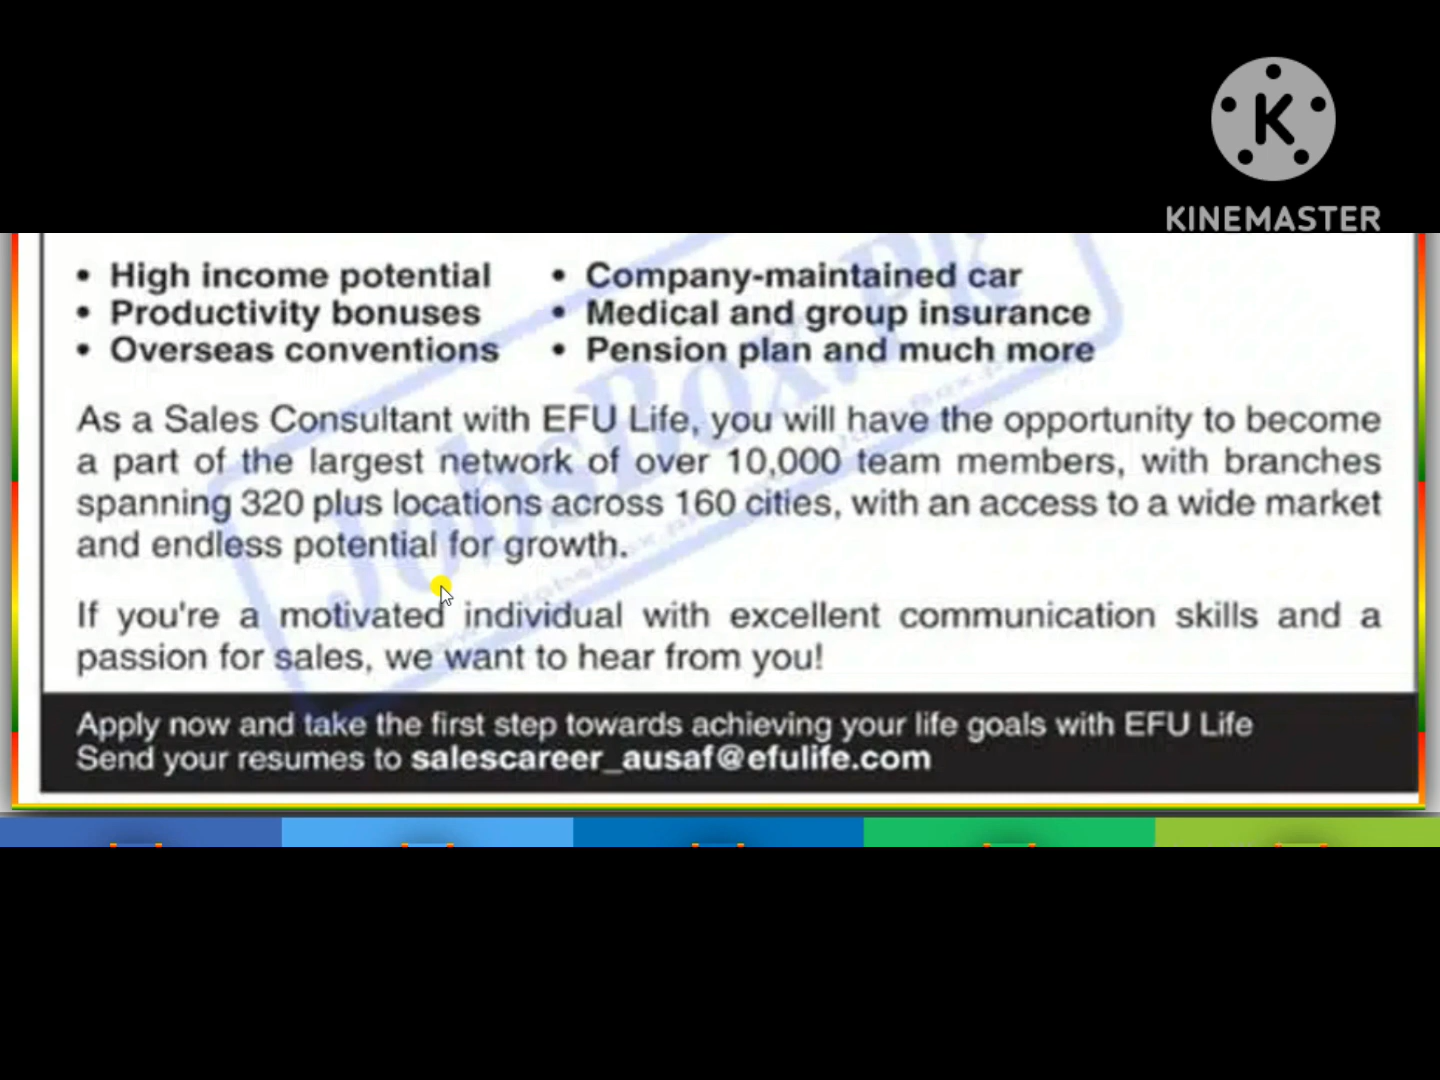 K
KINEMASTER
• High income potential
• Productivity bonuses
• Overseas conventions
• Company-maintained car
• Medical and group insurance
• Pension plan and much more
As a Sales Consultant with EFU Life, you will have the opportunity to become
a part of the largest network of over 10,000 team members, with branches
spanning 320 plus locations across 160 cities, with an access to a wide market
and endless potential for growth.
If you're a motivated individual with excellent communication skills and a
passion for sales, we want to hear from you!
Apply now and take the first step towards achieving your life goals with EFU Life
Send your resumes to salescareer_ausaf@efulife.com
JobsBox.PK